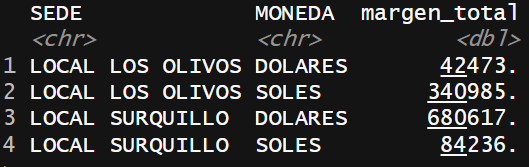 SEDE MONEDA margen_total
<chr> <chr> <dbl>
1 LOCAL LOS OLIVOS DOLARES 42473.
2 LOCAL LOS OLIVOS SOLES 340985.
3 LOCAL SURQUILLO DOLARES 680617.
4 LOCAL SURQUILLO SOLES 84236.